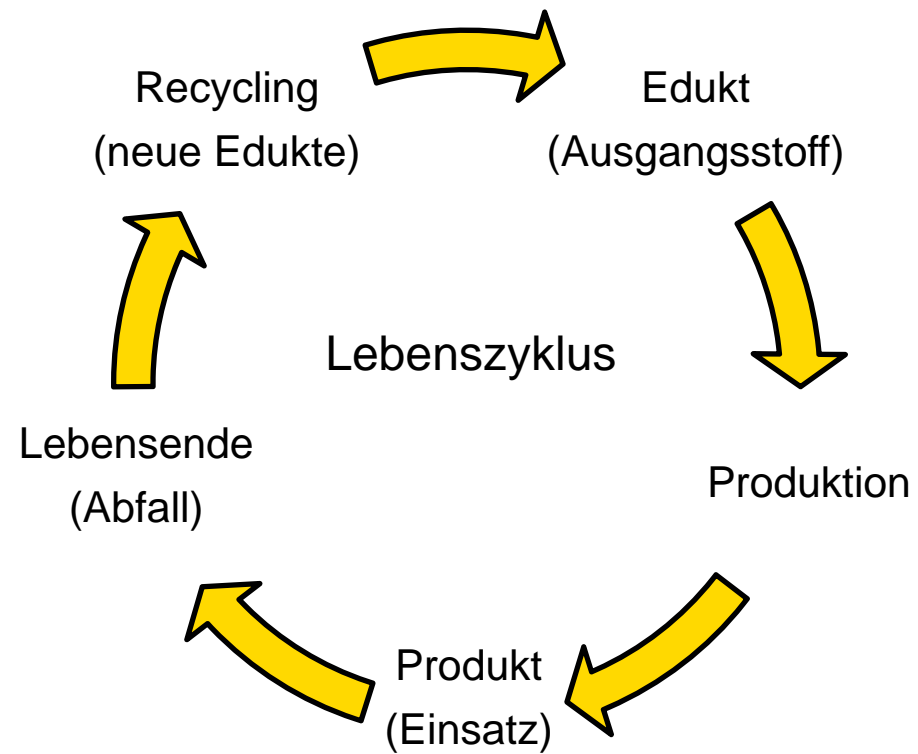 Recycling
(neue Edukte)
Edukt
(Ausgangsstoff)
Lebenszyklus
Lebensende
(Abfall)
Produktion
Produkt
(Einsatz)